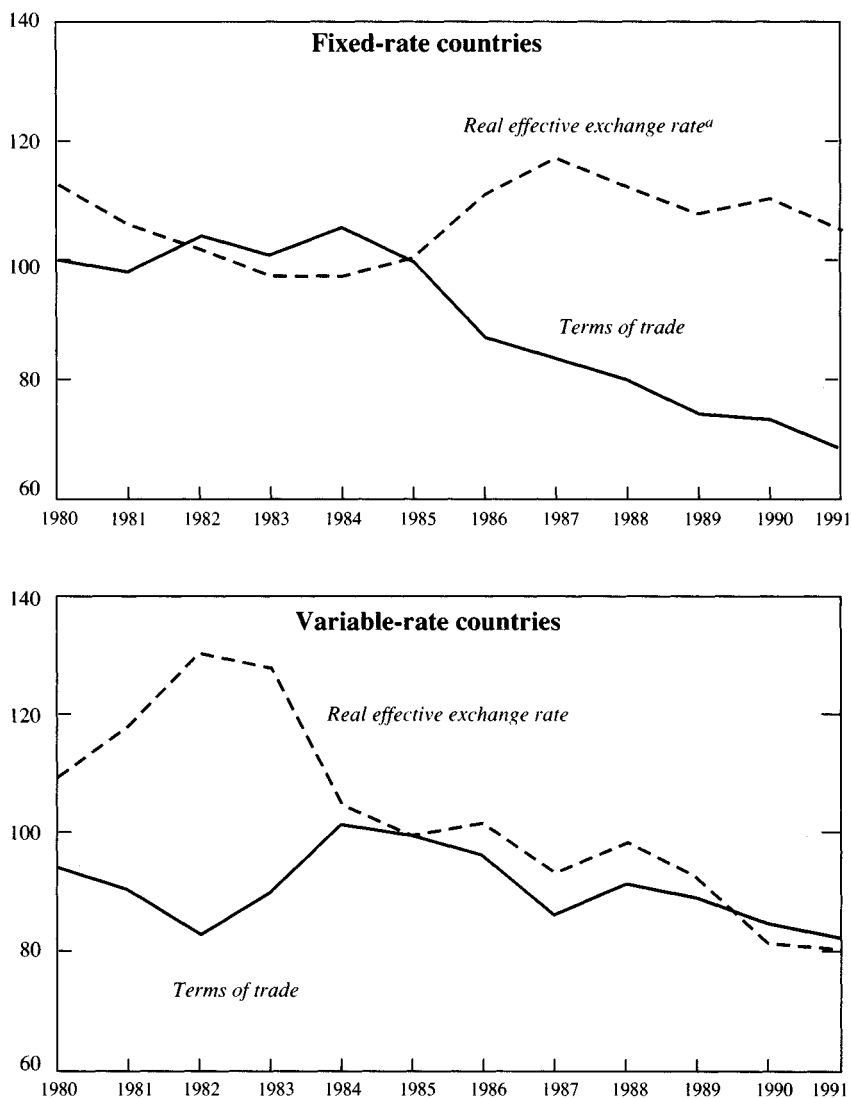 140
Fixed-rate countries
Real effective exchange rateᵃ
120
100
Terms of trade
80
60
1980 1981 1982 1983 1984 1985 1986 1987 1988 1989 1990 1991
140
Variable-rate countries
120
Real effective exchange rate
100
80
Terms of trade
60
1980 1981 1982 1983 1984 1985 1986 1987 1988 1989 1990 1991